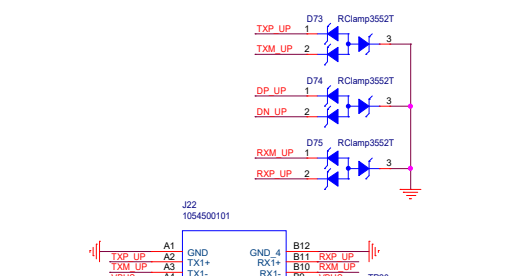 D73 RClamp3552T
TXP_UP 1
3
TXM_UP 2
D74 RClamp3552T
DP_UP 1
3
DN_UP 2
D75 RClamp3552T
RXM_UP 1
3
RXP_UP 2
J22
1054500101
A1 GND GND_4 B12
TXP_UP A2 TX1+ RX1+ B11 RXP_UP
TXM_UP A3 TX1- RX1- B10 RXM_UP